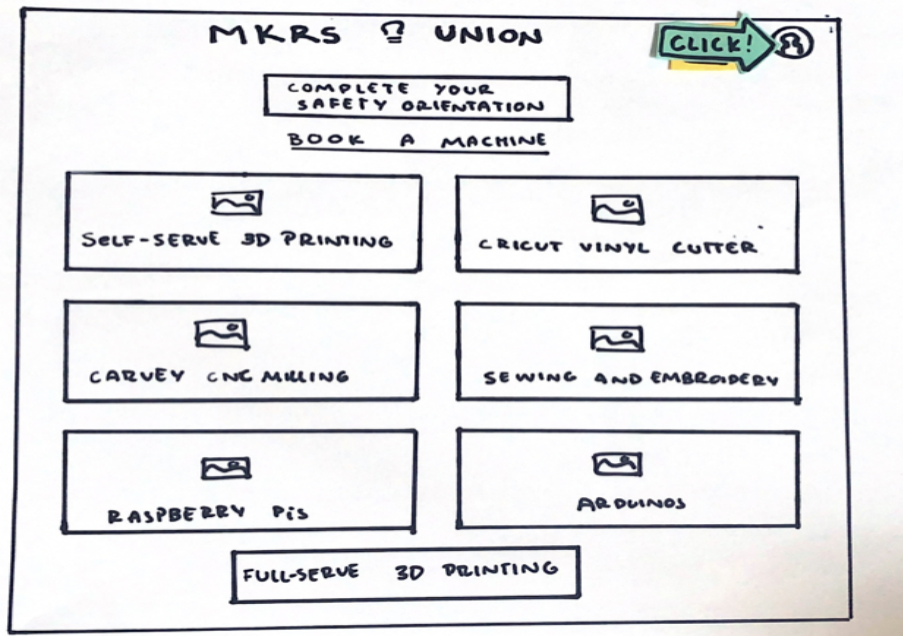 MKRS UNION
CLICK!
COMPLETE YOUR
SAFETY ORIENTATION
BOOK A MACHINE
SELF-SERVE 3D PRINTING
CRICUT VINYL CUTTER
CARVEY CNC MILLING
SEWING AND EMBROIDERY
RASPBERRY PiS
ARDUINOS
FULL-SERVE 3D PRINTING